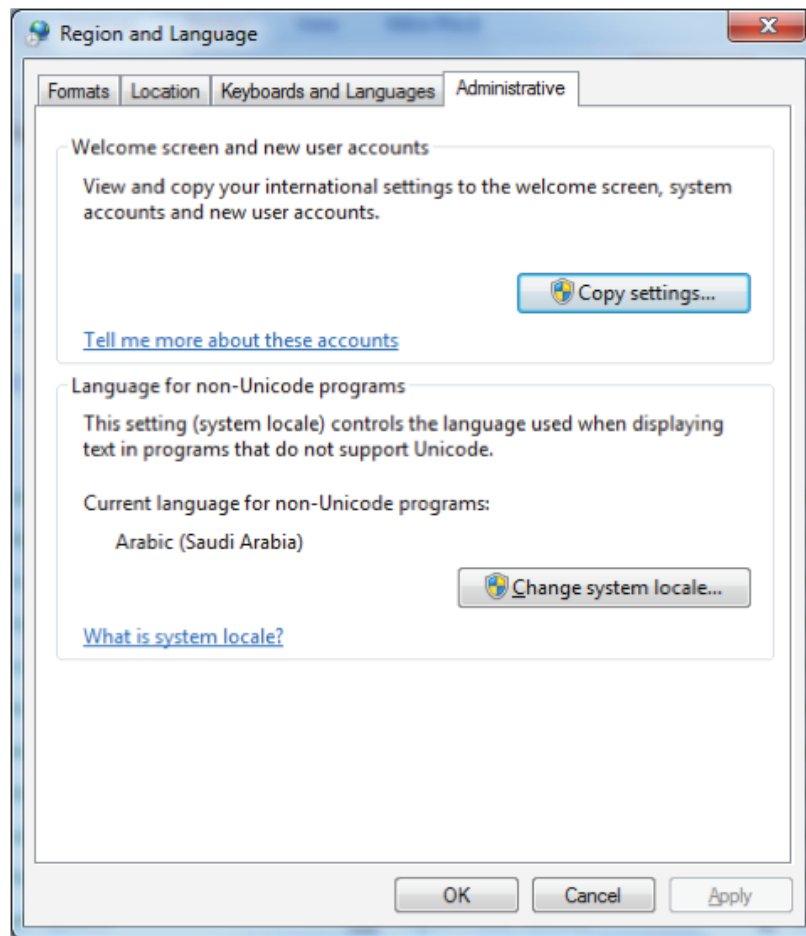 Region and Language
Formats
Location
Keyboards and Languages
Administrative
Welcome screen and new user accounts
View and copy your international settings to the welcome screen, system
accounts and new user accounts.
Copy settings...
Tell me more about these accounts
Language for non-Unicode programs
This setting (system locale) controls the language used when displaying
text in programs that do not support Unicode.
Current language for non-Unicode programs:
Arabic (Saudi Arabia)
Change system locale...
What is system locale?
OK
Cancel
Apply